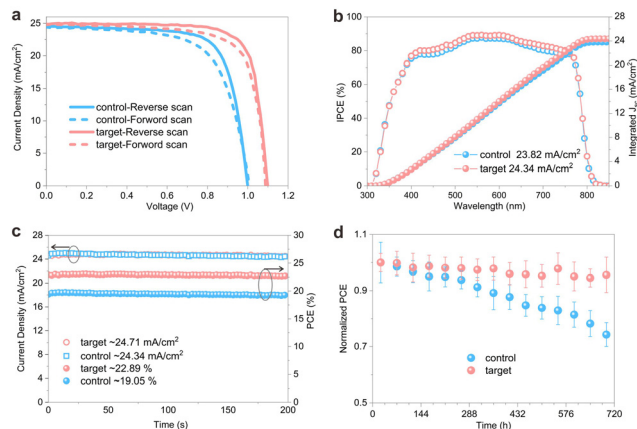 a
Current Density (mA/cm²)
25
20
15
10
5
0
control-Reverse scan
control-Forword scan
target-Reverse scan
target-Forword scan
0.0 0.2 0.4 0.6 0.8 1.0 1.2
Voltage (V)
b
IPCE (%)
100
80
60
40
20
0
control 23.82 mA/cm²
target 24.34 mA/cm²
300 400 500 600 700 800
Wavelength (nm)
28
24
20
16
12
8
4
0
c
Current Density (mA/cm²)
28
24
20
16
12
8
target ~24.71 mA/cm²
control ~24.34 mA/cm²
target ~22.89 %
control ~19.05 %
0 50 100 150 200
Time (s)
30
25
20
15
10
5
0
PCE (%)
d
Normalized PCE
1.1
0.9
0.7
0.5
control
target
0 144 288 432 576 720
Time (h)